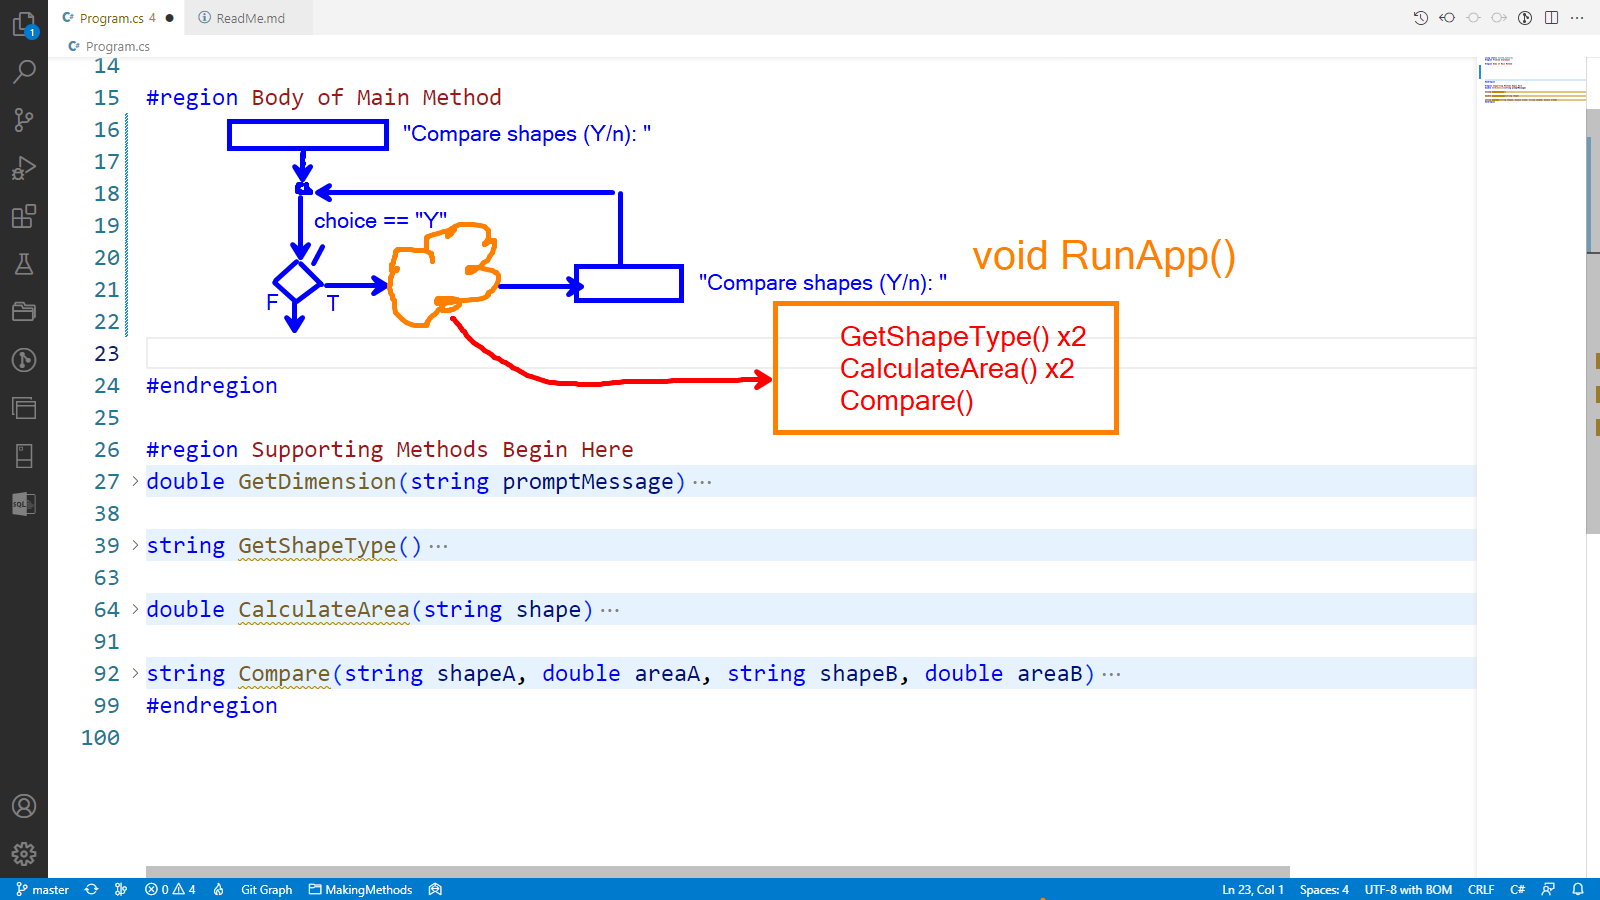 Program.cs 4
ReadMe.md
Program.cs
1
14
15 #region Body of Main Method
16
"Compare shapes (Y/n): "
17
18
19
choice == "Y"
20
void RunApp()
21
"Compare shapes (Y/n): "
F
T
22
GetShapeType() x2
23
CalculateArea() x2
24 #endregion
Compare()
25
26 #region Supporting Methods Begin Here
27 double GetDimension(string promptMessage)···
38
39 string GetShapeType()···
63
64 double CalculateArea(string shape)···
91
92 string Compare(string shapeA, double areaA, string shapeB, double areaB)···
99 #endregion
100
SQL
master 0 4 Git Graph MakingMethods Ln 23, Col 1 Spaces: 4 UTF-8 with BOM CRLF C#